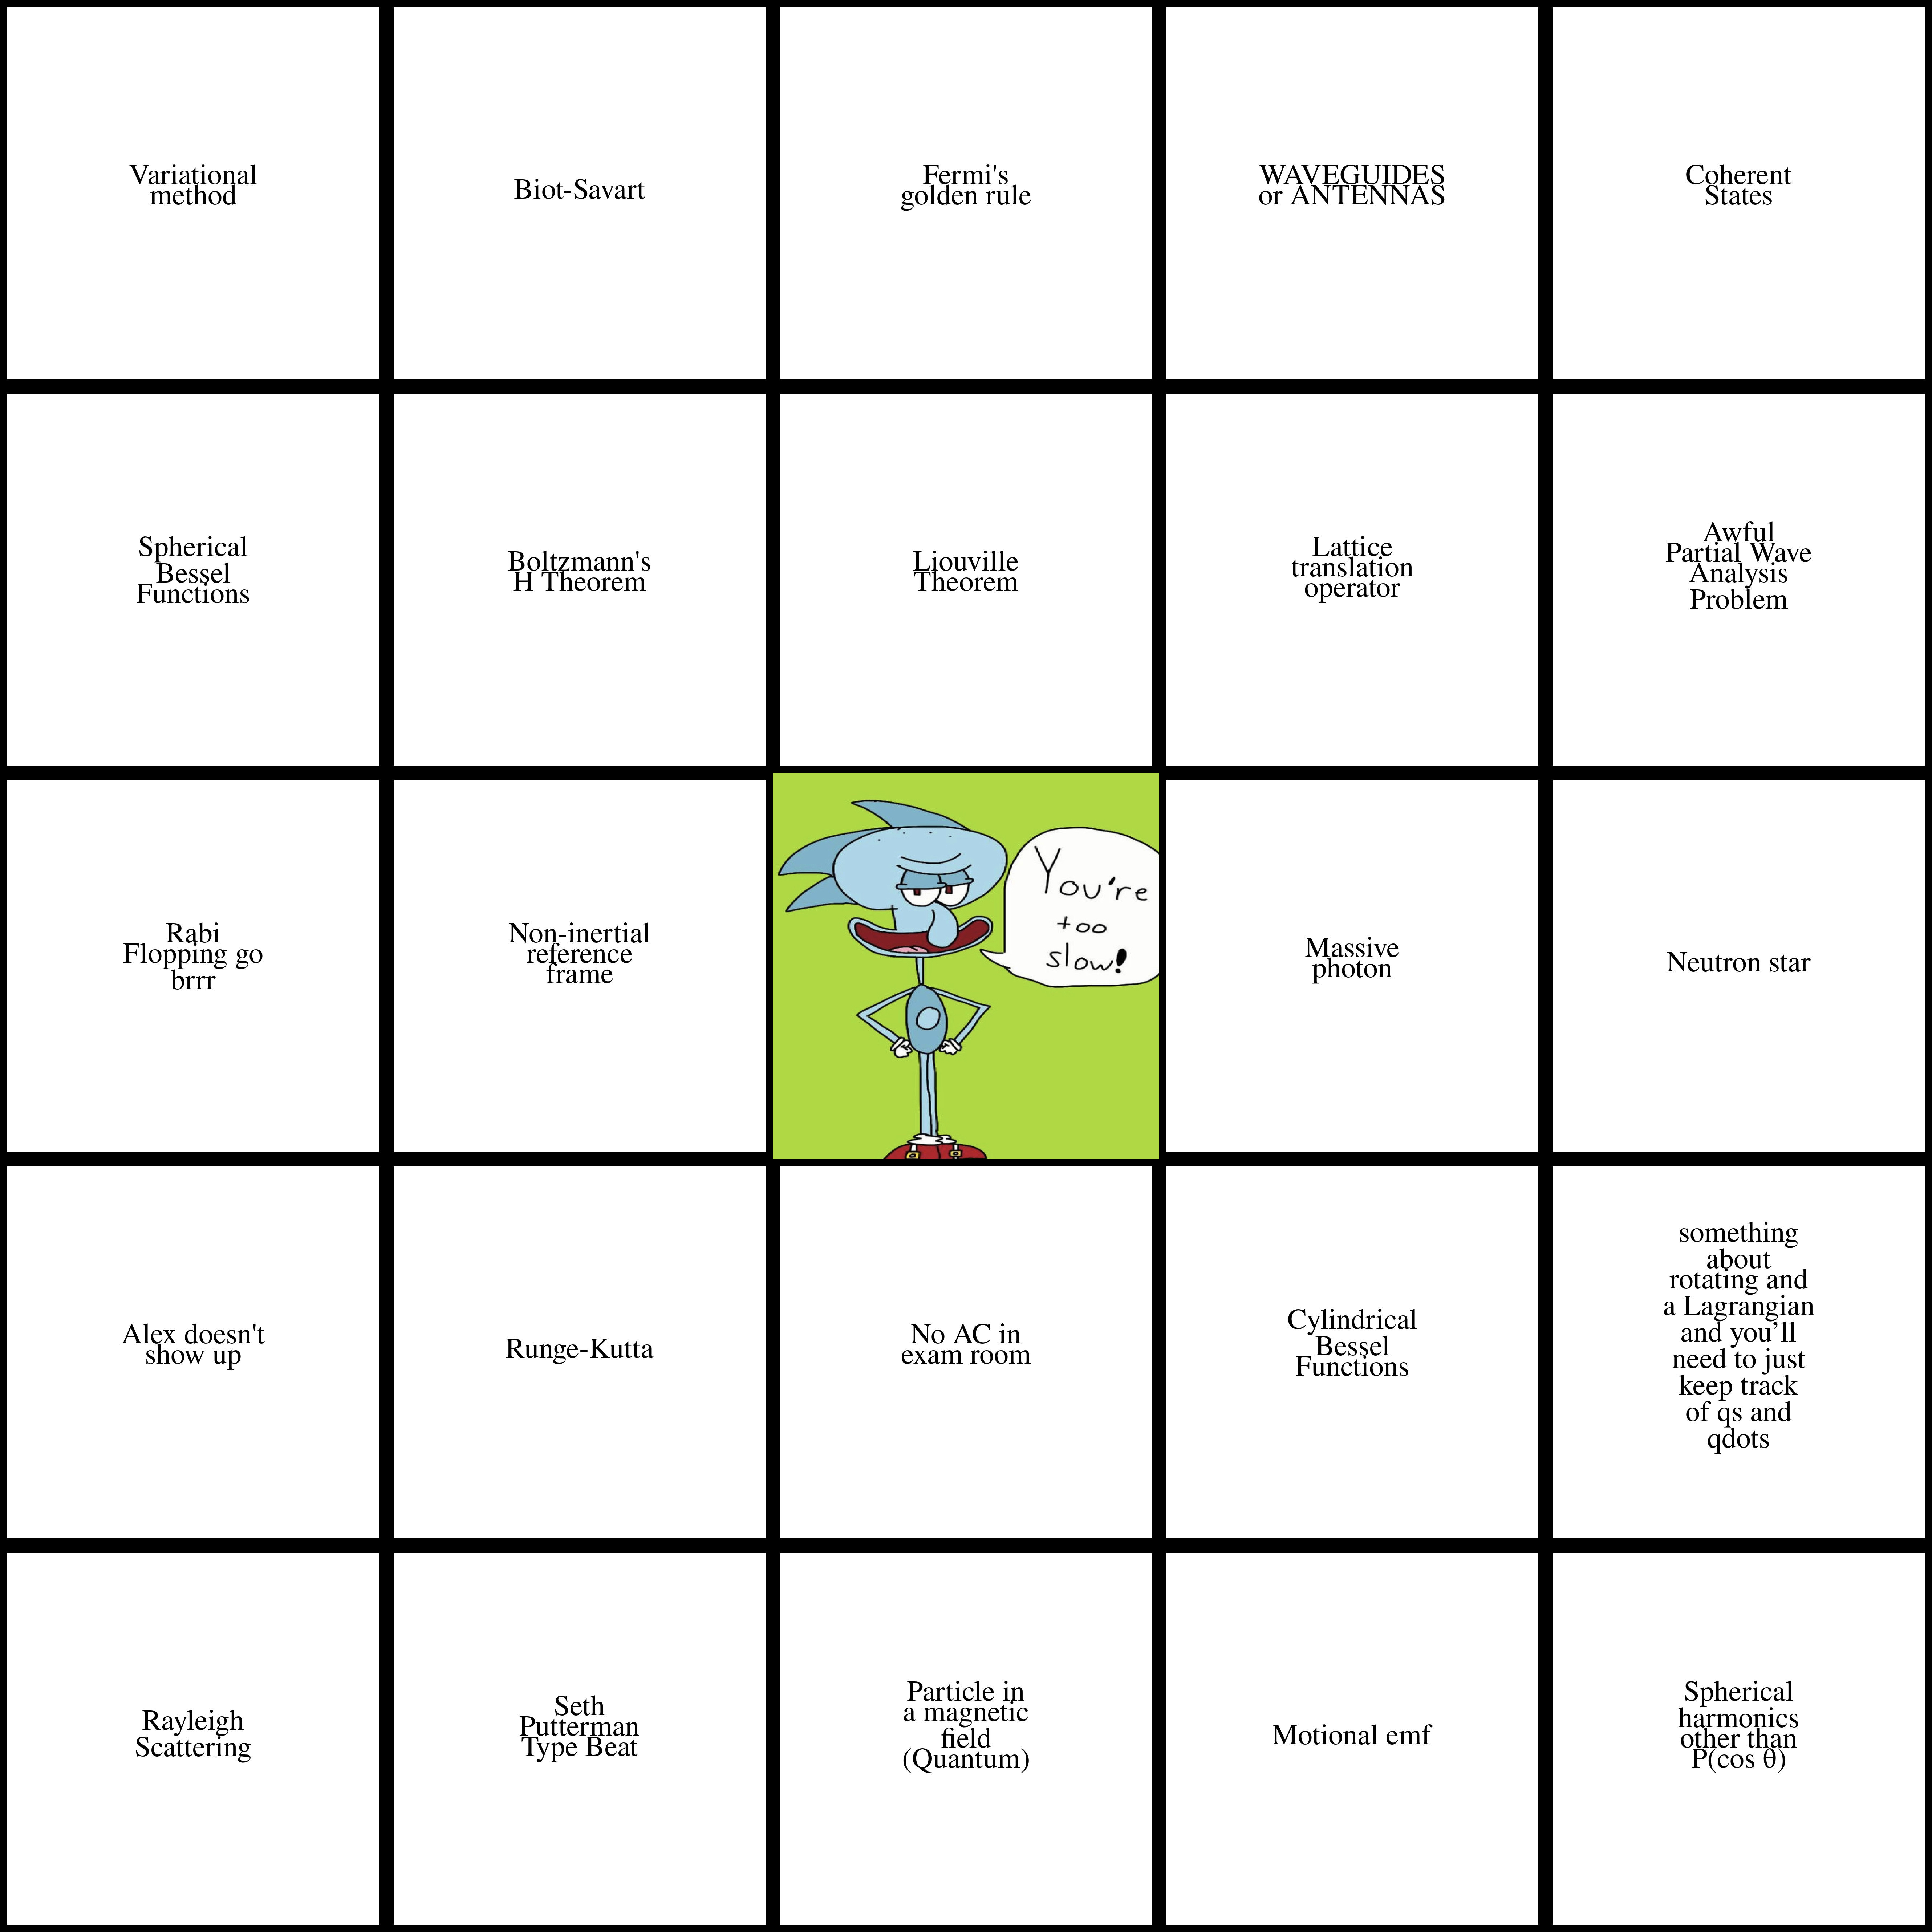 Variational
method
Biot-Savart
Fermi's
golden rule
WAVEGUIDES
or ANTENNAS
Coherent
States
Spherical
Bessel
Functions
Boltzmann's
H Theorem
Liouville
Theorem
Lattice
translation
operator
Awful
Partial Wave
Analysis
Problem
Rabi
Flopping go
brrr
Non-inertial
reference
frame
You're
too
slow!
Massive
photon
Neutron star
Alex doesn't
show up
Runge-Kutta
No AC in
exam room
Cylindrical
Bessel
Functions
something
about
rotating and
a Lagrangian
and you’ll
need to just
keep track
of qs and
qdots
Rayleigh
Scattering
Seth
Putterman
Type Beat
Particle in
a magnetic
field
(Quantum)
Motional emf
Spherical
harmonics
other than
P(cos θ)